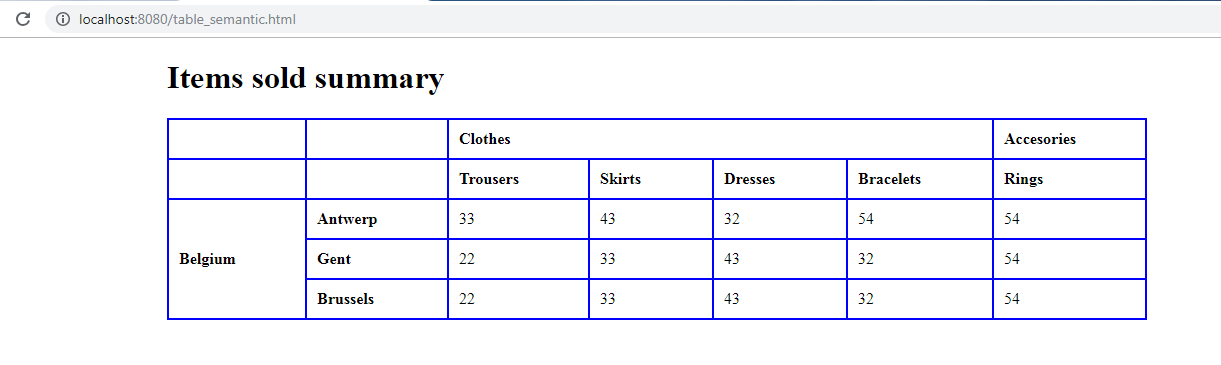 localhost:8080/table_semantic.html
Items sold summary
Clothes Accesories
Trousers Skirts Dresses Bracelets Rings
Belgium Antwerp 33 43 32 54 54
Gent 22 33 43 32 54
Brussels 22 33 43 32 54